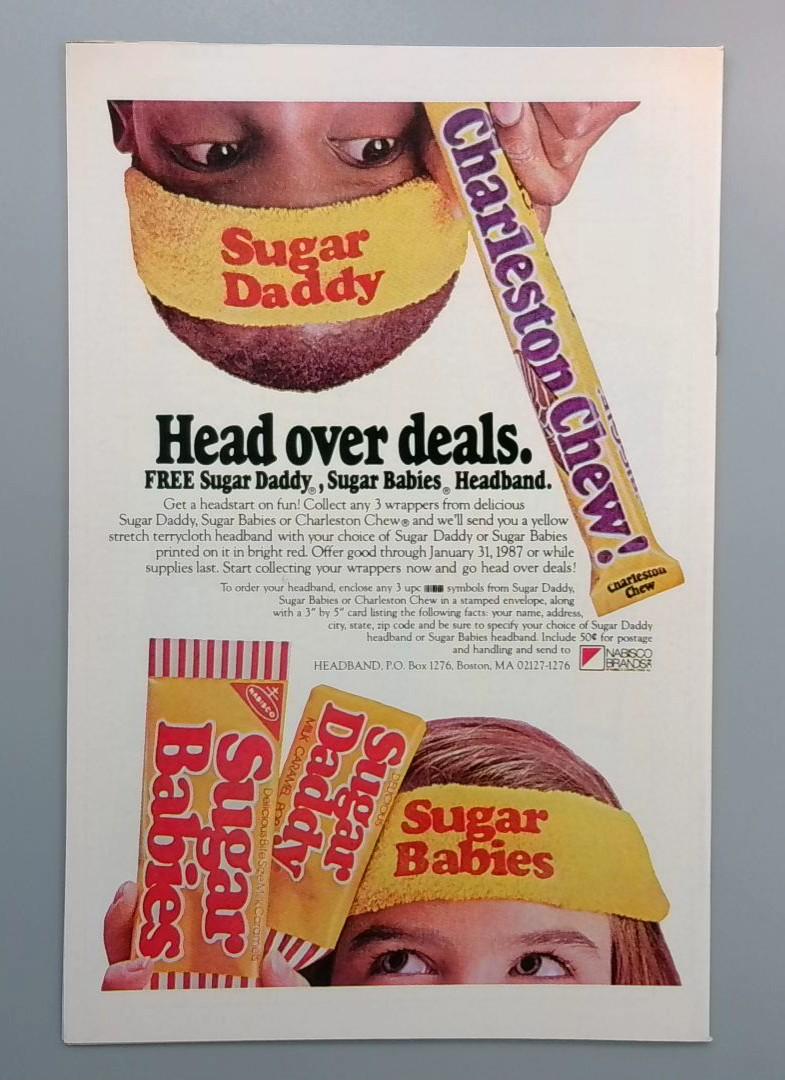 Sugar
Daddy
Charleston Chew!
Charleston
Chew
Head over deals.
FREE Sugar Daddy®, Sugar Babies® Headband.
Get a headstart on fun! Collect any 3 wrappers from delicious
Sugar Daddy, Sugar Babies or Charleston Chew® and we'll send you a yellow
stretch terrycloth headband with your choice of Sugar Daddy or Sugar Babies
printed on it in bright red. Offer good through January 31, 1987 or while
supplies last. Start collecting your wrappers now and go head over deals!
To order your headband, enclose any 3 upc symbols from Sugar Daddy,
Sugar Babies or Charleston Chew in a stamped envelope, along
with a 3" by 5" card listing the following facts: your name, address,
city, state, zip code and be sure to specify your choice of Sugar Daddy
headband or Sugar Babies headband. Include 50¢ for postage
and handling and send to
HEADBAND, P.O. Box 1276, Boston, MA 02127-1276
NABISCO
BRANDS
NABISCO
Sugar
Babies
Delicious Bite Size Milk Caramels
DELICIOUS
Sugar
Daddy
MILK CARAMEL POP
Sugar
Babies